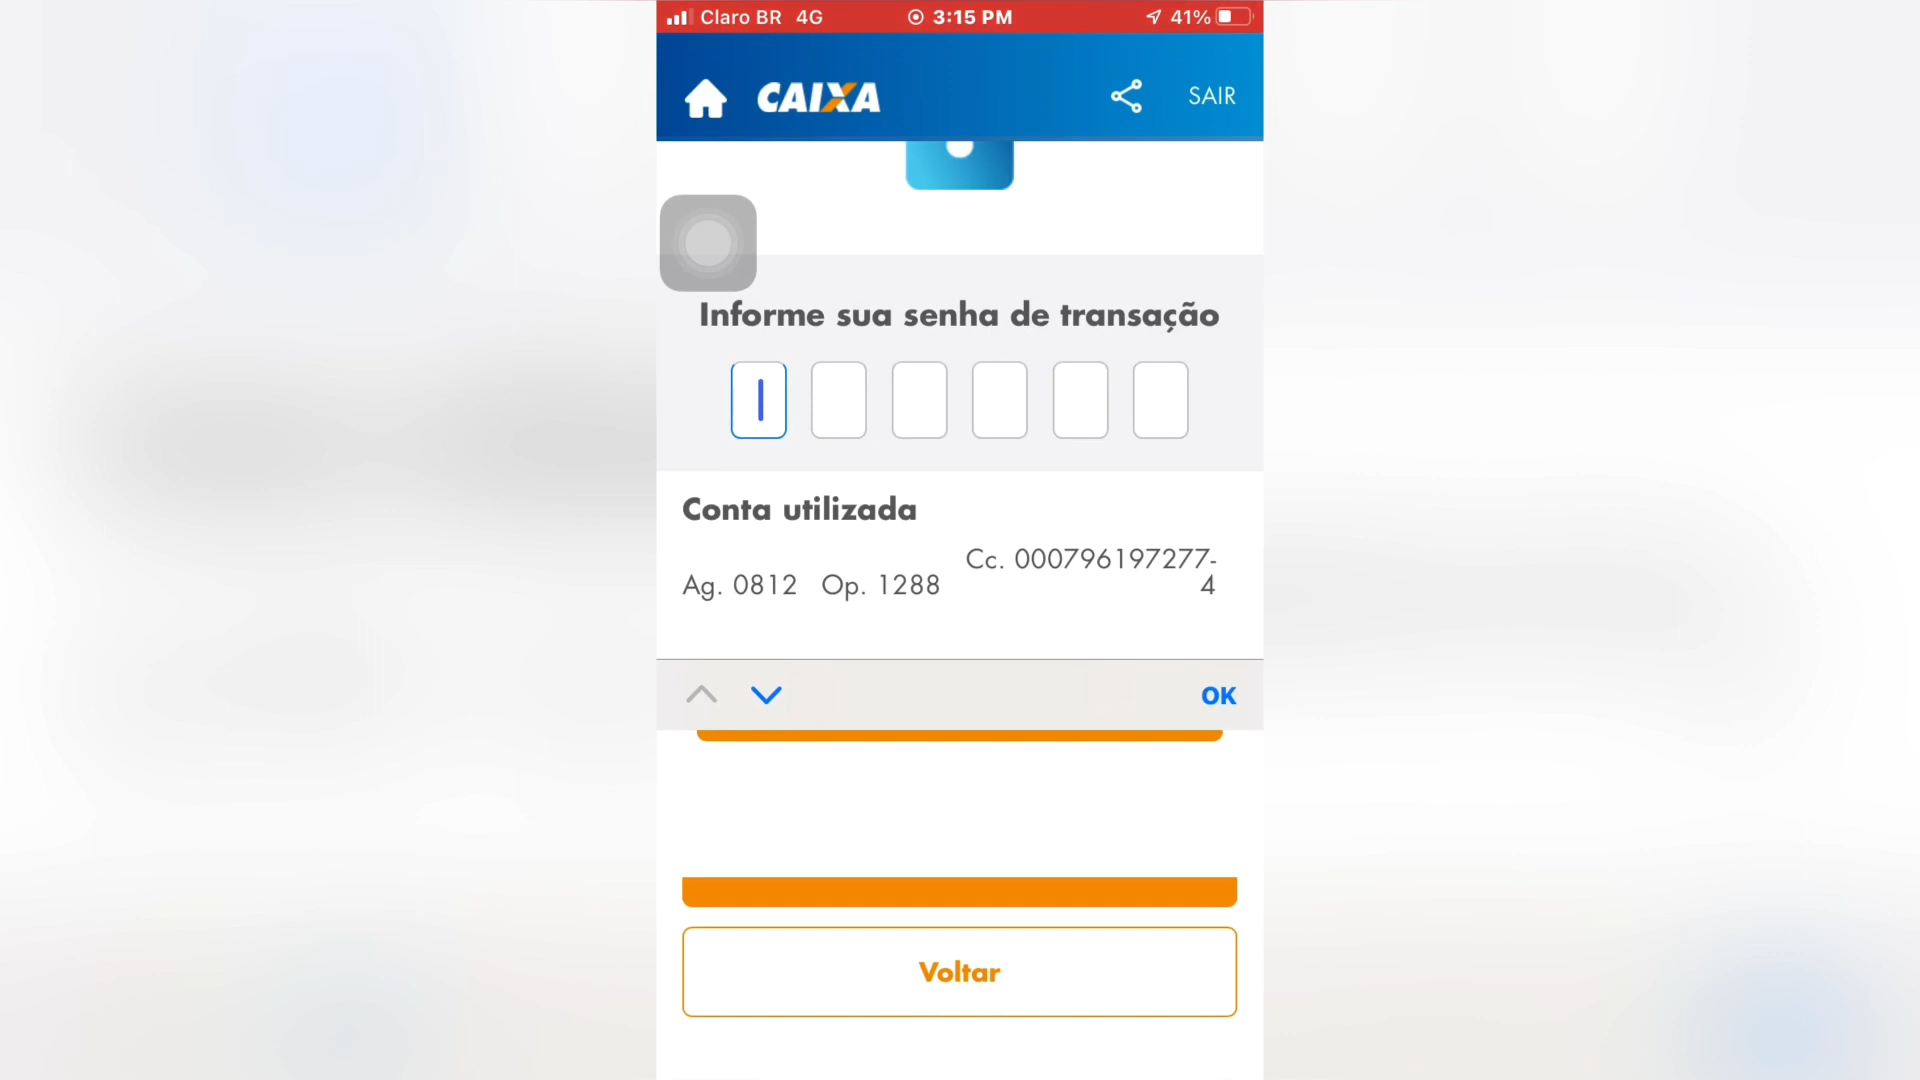 Claro BR 4G 3:15 PM 41%
CAIXA SAIR
Informe sua senha de transação
Conta utilizada
Ag. 0812 Op. 1288 Cc. 000796197277-
4
OK
Voltar